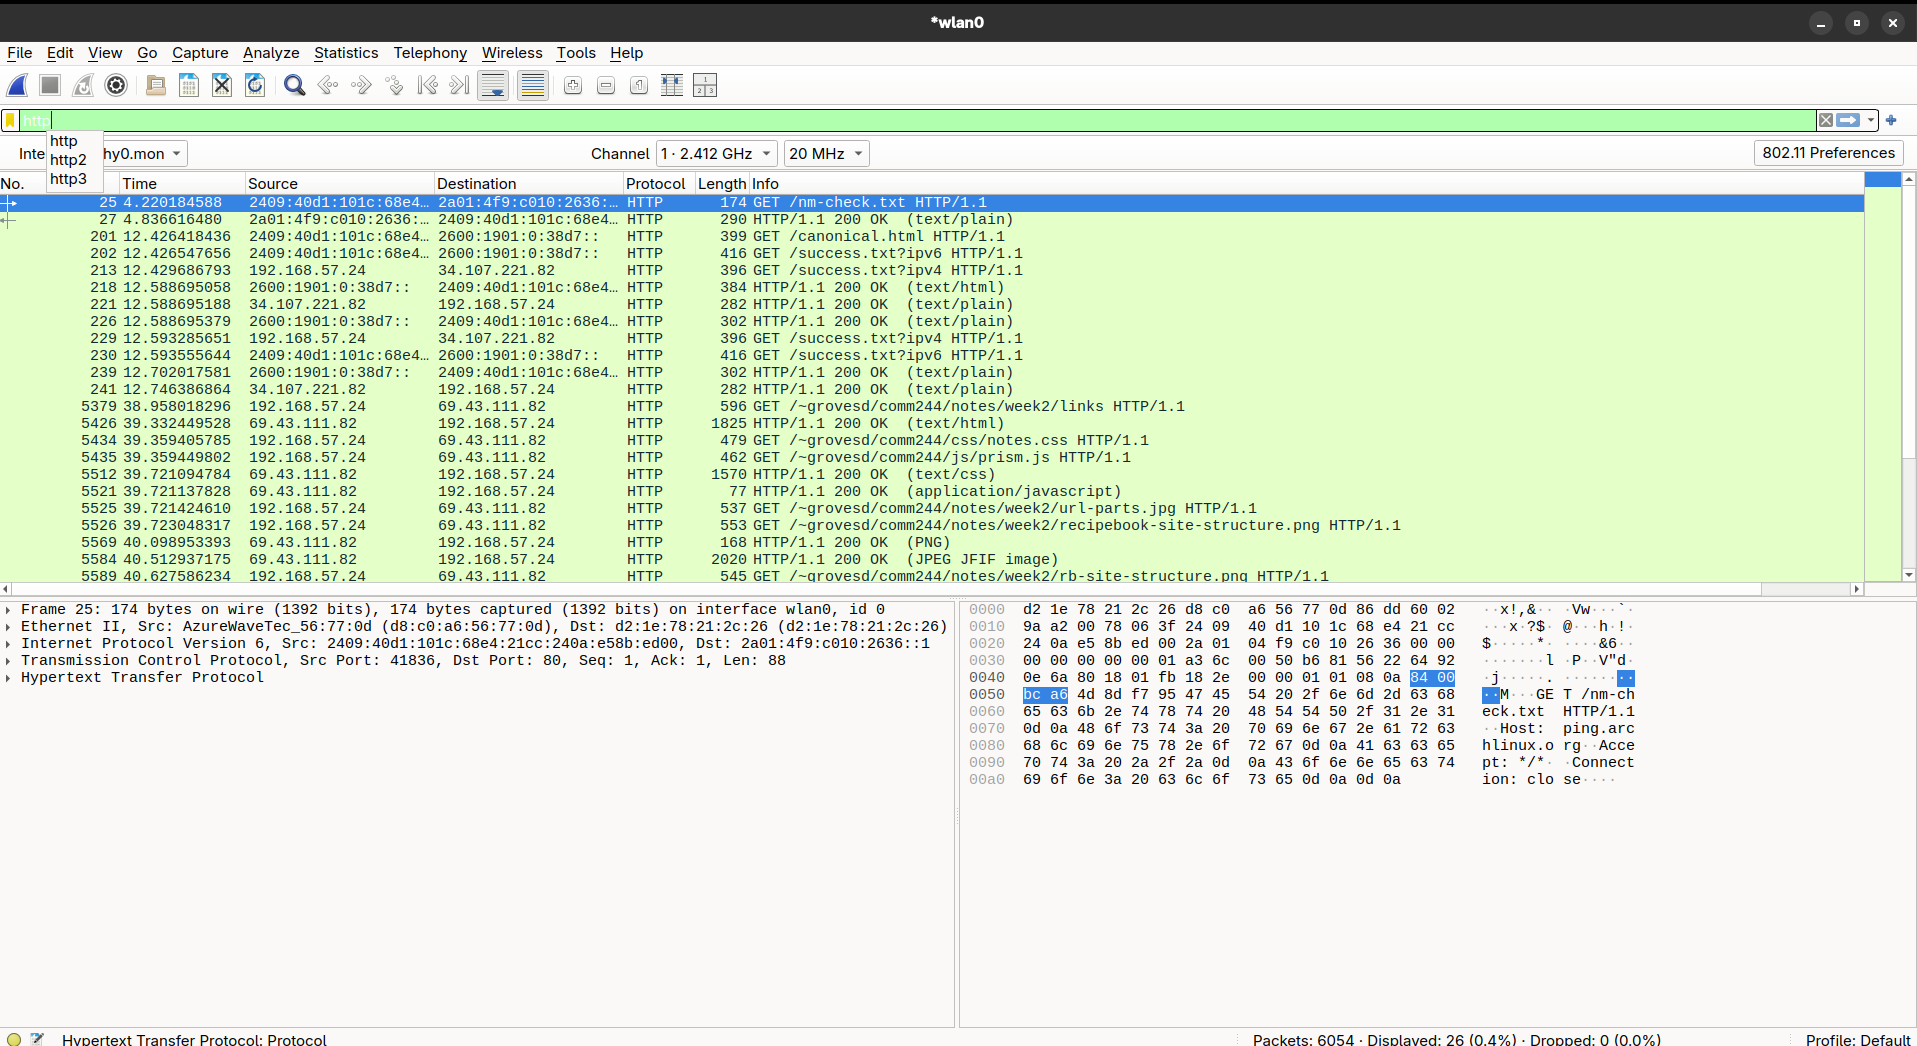 *wlan0
File Edit View Go Capture Analyze Statistics Telephony Wireless Tools Help
http
http
http2
http3
Inte hy0.mon Channel 1 · 2.412 GHz 20 MHz 802.11 Preferences
No. Time Source Destination Protocol Length Info
25 4.220184588 2409:40d1:101c:68e4… 2a01:4f9:c010:2636:… HTTP 174 GET /nm-check.txt HTTP/1.1
27 4.836616480 2a01:4f9:c010:2636:… 2409:40d1:101c:68e4… HTTP 290 HTTP/1.1 200 OK  (text/plain)
201 12.426418436 2409:40d1:101c:68e4… 2600:1901:0:38d7:: HTTP 399 GET /canonical.html HTTP/1.1
202 12.426547656 2409:40d1:101c:68e4… 2600:1901:0:38d7:: HTTP 416 GET /success.txt?ipv6 HTTP/1.1
213 12.429686793 192.168.57.24 34.107.221.82 HTTP 396 GET /success.txt?ipv4 HTTP/1.1
218 12.588695058 2600:1901:0:38d7:: 2409:40d1:101c:68e4… HTTP 384 HTTP/1.1 200 OK  (text/html)
221 12.588695188 34.107.221.82 192.168.57.24 HTTP 282 HTTP/1.1 200 OK  (text/plain)
226 12.588695379 2600:1901:0:38d7:: 2409:40d1:101c:68e4… HTTP 302 HTTP/1.1 200 OK  (text/plain)
229 12.593285651 192.168.57.24 34.107.221.82 HTTP 396 GET /success.txt?ipv4 HTTP/1.1
230 12.593555644 2409:40d1:101c:68e4… 2600:1901:0:38d7:: HTTP 416 GET /success.txt?ipv6 HTTP/1.1
239 12.702017581 2600:1901:0:38d7:: 2409:40d1:101c:68e4… HTTP 302 HTTP/1.1 200 OK  (text/plain)
241 12.746386864 34.107.221.82 192.168.57.24 HTTP 282 HTTP/1.1 200 OK  (text/plain)
5379 38.958018296 192.168.57.24 69.43.111.82 HTTP 596 GET /~grovesd/comm244/notes/week2/links HTTP/1.1
5426 39.332449528 69.43.111.82 192.168.57.24 HTTP 1825 HTTP/1.1 200 OK  (text/html)
5434 39.359405785 192.168.57.24 69.43.111.82 HTTP 479 GET /~grovesd/comm244/css/notes.css HTTP/1.1
5435 39.359449802 192.168.57.24 69.43.111.82 HTTP 462 GET /~grovesd/comm244/js/prism.js HTTP/1.1
5512 39.721094784 69.43.111.82 192.168.57.24 HTTP 1570 HTTP/1.1 200 OK  (text/css)
5521 39.721137828 69.43.111.82 192.168.57.24 HTTP 77 HTTP/1.1 200 OK  (application/javascript)
5525 39.721424610 192.168.57.24 69.43.111.82 HTTP 537 GET /~grovesd/comm244/notes/week2/url-parts.jpg HTTP/1.1
5526 39.723048317 192.168.57.24 69.43.111.82 HTTP 553 GET /~grovesd/comm244/notes/week2/recipebook-site-structure.png HTTP/1.1
5569 40.098953393 69.43.111.82 192.168.57.24 HTTP 168 HTTP/1.1 200 OK  (PNG)
5584 40.512937175 69.43.111.82 192.168.57.24 HTTP 2020 HTTP/1.1 200 OK  (JPEG JFIF image)
5589 40.627586234 192.168.57.24 69.43.111.82 HTTP 545 GET /~grovesd/comm244/notes/week2/rb-site-structure.png HTTP/1.1
Frame 25: 174 bytes on wire (1392 bits), 174 bytes captured (1392 bits) on interface wlan0, id 0
Ethernet II, Src: AzureWaveTec_56:77:0d (d8:c0:a6:56:77:0d), Dst: d2:1e:78:21:2c:26 (d2:1e:78:21:2c:26)
Internet Protocol Version 6, Src: 2409:40d1:101c:68e4:21cc:240a:e58b:ed00, Dst: 2a01:4f9:c010:2636::1
Transmission Control Protocol, Src Port: 41836, Dst Port: 80, Seq: 1, Ack: 1, Len: 88
Hypertext Transfer Protocol
0000 d2 1e 78 21 2c 26 d8 c0 a6 56 77 0d 86 dd 60 02 ··x!,&·· ·Vw···`·
0010 9a a2 00 78 06 3f 24 09 40 d1 10 1c 68 e4 21 cc ···x·?$· @···h·!·
0020 24 0a e5 8b ed 00 2a 01 04 f9 c0 10 26 36 00 00 $·····*· ····&6··
0030 00 00 00 00 00 01 a3 6c 00 50 b6 81 56 22 64 92 ·······l ·P··V"d·
0040 0e 6a 80 18 01 fb 18 2e 00 00 01 01 08 0a 84 00 ·j·····. ········
0050 bc a6 4d 8d f7 95 47 45 54 20 2f 6e 6d 2d 63 68 ··M···GE T /nm-ch
0060 65 63 6b 2e 74 78 74 20 48 54 54 50 2f 31 2e 31 eck.txt HTTP/1.1
0070 0d 0a 48 6f 73 74 3a 20 70 69 6e 67 2e 61 72 63 ··Host: ping.arc
0080 68 6c 69 6e 75 78 2e 6f 72 67 0d 0a 41 63 63 65 hlinux.o rg··Acce
0090 70 74 3a 20 2a 2f 2a 0d 0a 43 6f 6e 6e 65 63 74 pt: */*· ·Connect
00a0 69 6f 6e 3a 20 63 6c 6f 73 65 0d 0a 0d 0a ion: clo se····
Hypertext Transfer Protocol: Protocol Packets: 6054 · Displayed: 26 (0.4%) · Dropped: 0 (0.0%) Profile: Default